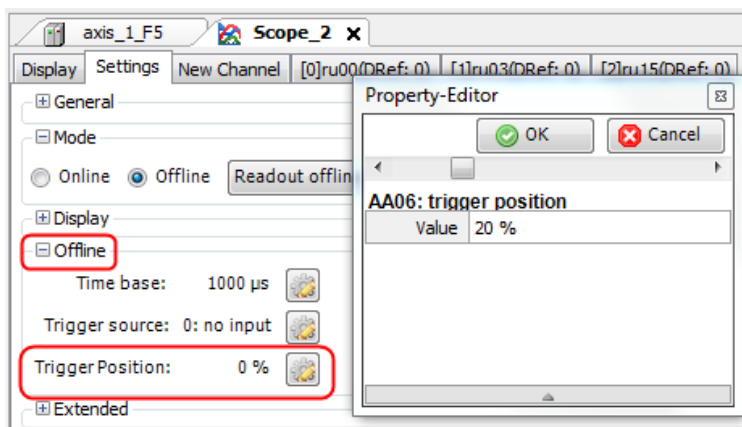 axis_1_F5 Scope_2 x
Display Settings New Channel [0]ru00(DRef: 0) [1]ru03(DRef: 0) [2]ru15(DRef: 0)
General
Mode
Online Offline Readout offlin
Display
Offline
Time base: 1000 µs
Trigger source: 0: no input
Trigger Position: 0 %
Extended
Property-Editor
OK Cancel
AA06: trigger position
Value 20 %